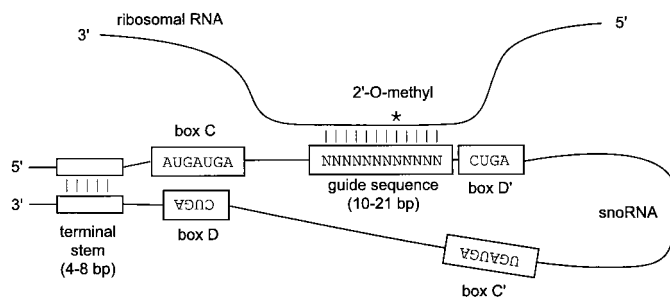 ribosomal RNA
3'
5'
2'-O-methyl
*
box C
5'
AUGAUGA
NNNNNNNNNNNN
CUGA
guide sequence
(10-21 bp)
box D'
3'
CUGA
snoRNA
terminal
stem
(4-8 bp)
box D
UGAUGA
box C'